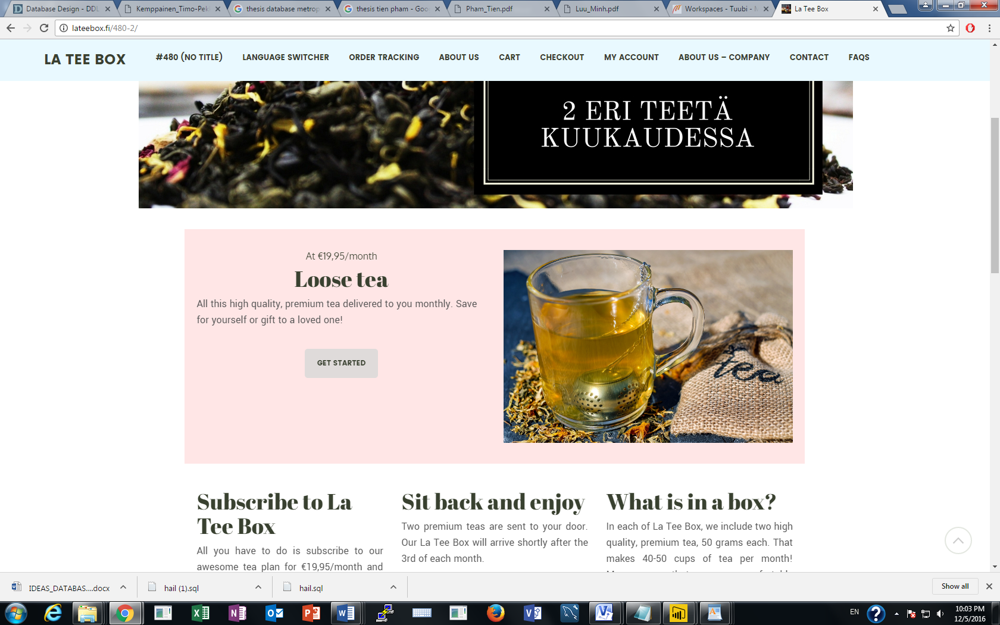 Database Design - DDL
Kemppainen_Timo-Pek
thesis database metrop
thesis tien pham - Goo
Pham_Tien.pdf
Luu_Minh.pdf
Workspaces - Tuubi - M
La Tee Box
lateebox.fi/480-2/
LA TEE BOX
#480 (NO TITLE)
LANGUAGE SWITCHER
ORDER TRACKING
ABOUT US
CART
CHECKOUT
MY ACCOUNT
ABOUT US – COMPANY
CONTACT
FAQS
2 ERI TEETÄ
KUUKAUDESSA
At €19,95/month
Loose tea
All this high quality, premium tea delivered to you monthly. Save
for yourself or gift to a loved one!
GET STARTED
tea
Subscribe to La
Tee Box
All you have to do is subscribe to our
awesome tea plan for €19,95/month and
Sit back and enjoy
Two premium teas are sent to your door.
Our La Tee Box will arrive shortly after the
3rd of each month.
What is in a box?
In each of La Tee Box, we include two high
quality, premium tea, 50 grams each. That
makes 40-50 cups of tea per month!
IDEAS_DATABAS....docx
hail (1).sql
hail.sql
Show all
EN
10:03 PM
12/5/2016